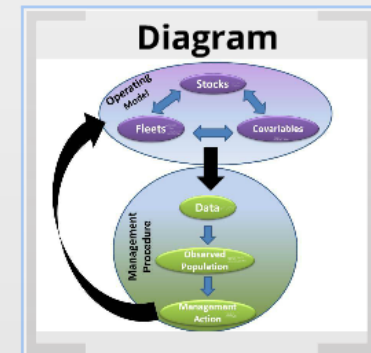 Diagram
Operating
Model
Stocks
Fleets
Covariables
Management
Procedure
Data
Observed
Population
Management
Action